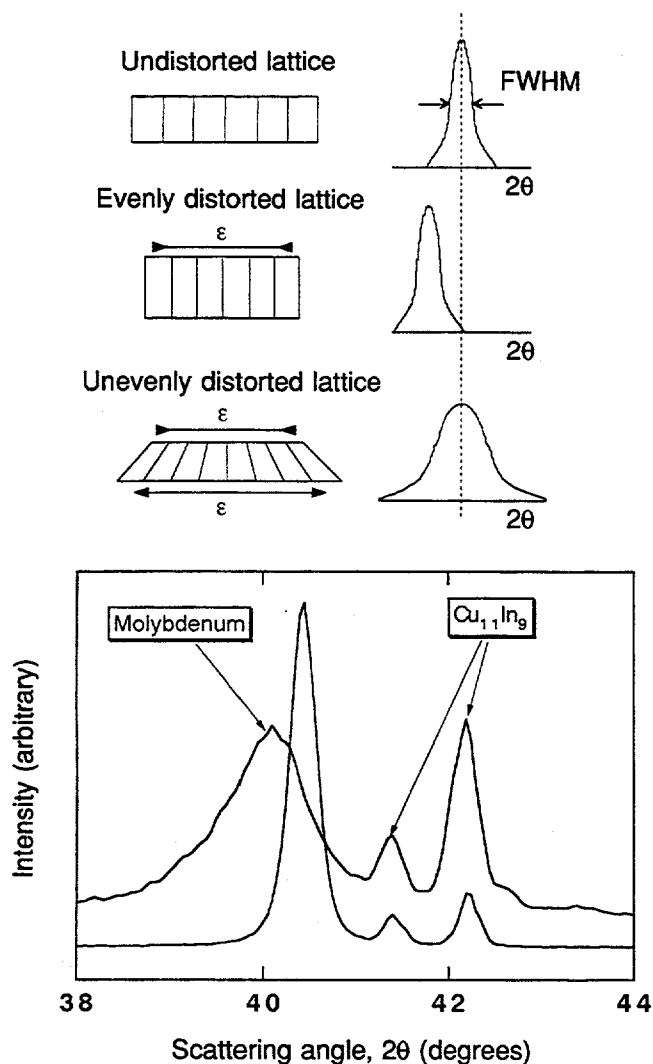 Undistorted lattice
FWHM
2θ
Evenly distorted lattice
ε
2θ
Unevenly distorted lattice
ε
ε
2θ
Molybdenum
Cu₁₁In₉
Intensity (arbitrary)
38 40 42 44
Scattering angle, 2θ (degrees)